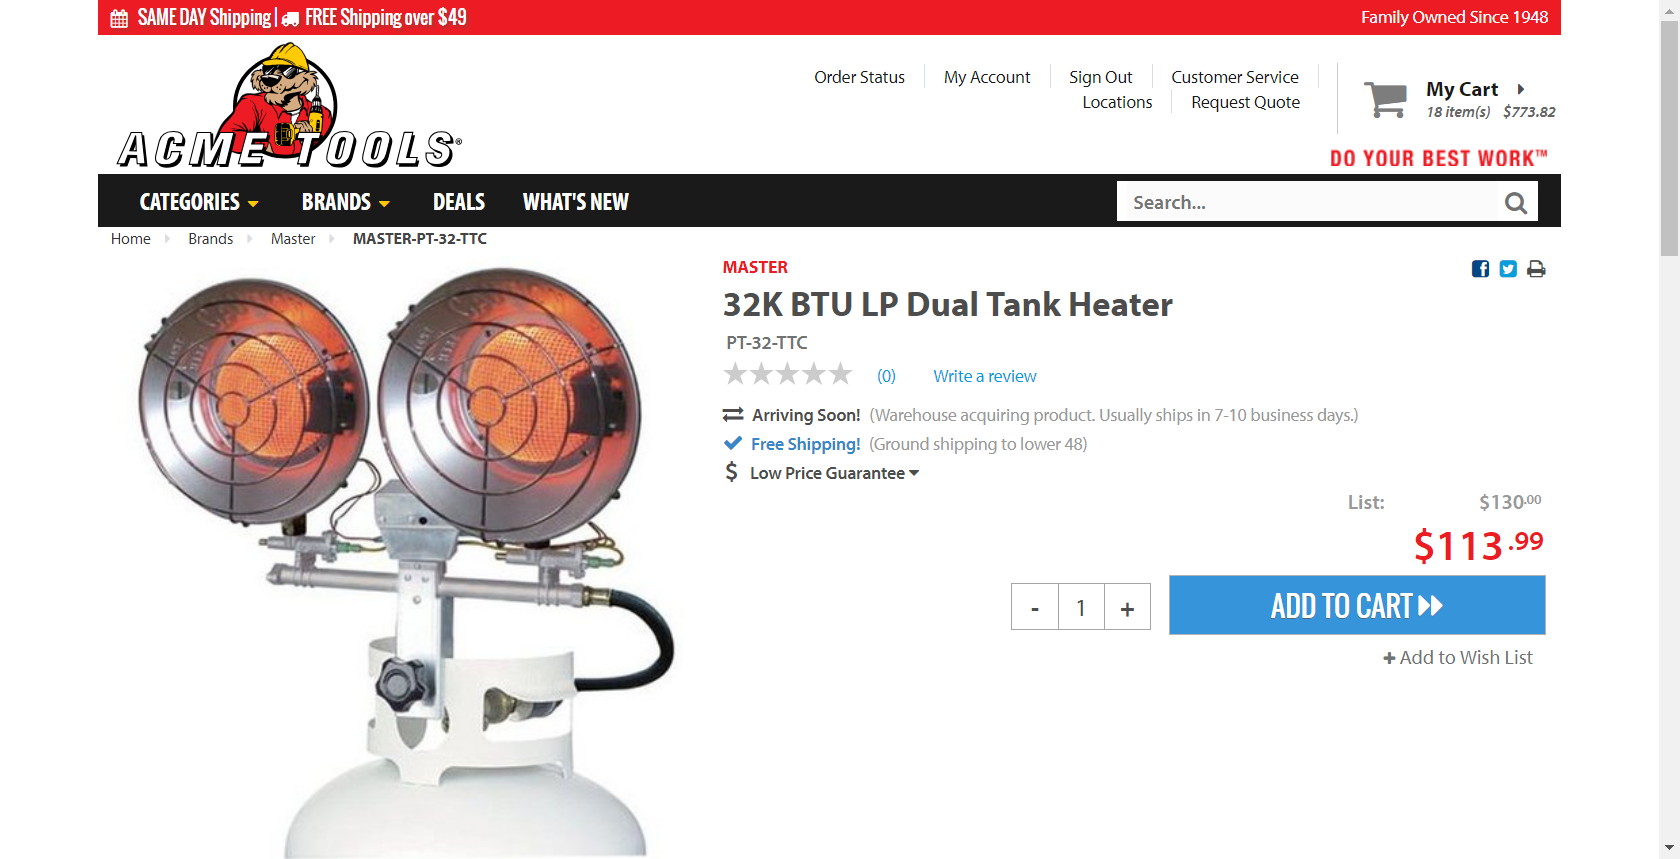 SAME DAY Shipping | FREE Shipping over $49
Family Owned Since 1948
ACME TOOLS®
Order Status
My Account
Sign Out
Customer Service
Locations
Request Quote
My Cart
18 item(s) $773.82
DO YOUR BEST WORK™
CATEGORIES
BRANDS
DEALS
WHAT'S NEW
Search...
Home
Brands
Master
MASTER-PT-32-TTC
MASTER
32K BTU LP Dual Tank Heater
PT-32-TTC
(0)
Write a review
Arriving Soon! (Warehouse acquiring product. Usually ships in 7-10 business days.)
Free Shipping! (Ground shipping to lower 48)
$ Low Price Guarantee
List: $130.00
$113.99
- 1 +
ADD TO CART
+ Add to Wish List